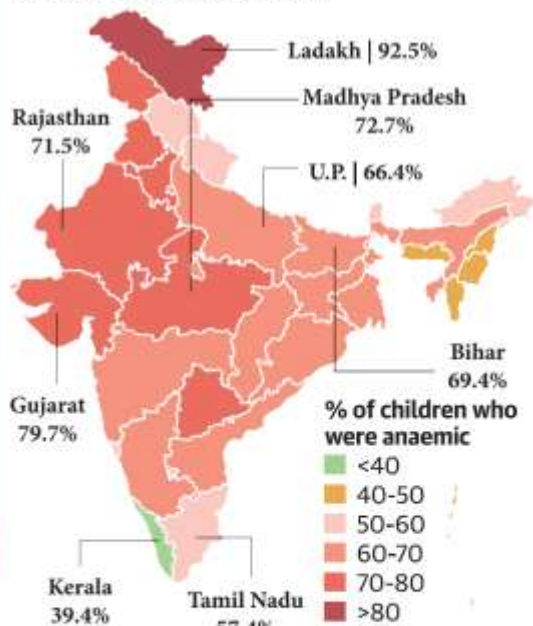 Ladakh | 92.5%
Madhya Pradesh
72.7%
Rajasthan
71.5%
U.P. | 66.4%
Bihar
69.4%
Gujarat
79.7%
% of children who
were anaemic
<40
40-50
50-60
60-70
70-80
>80
Kerala
39.4%
Tamil Nadu
57.4%